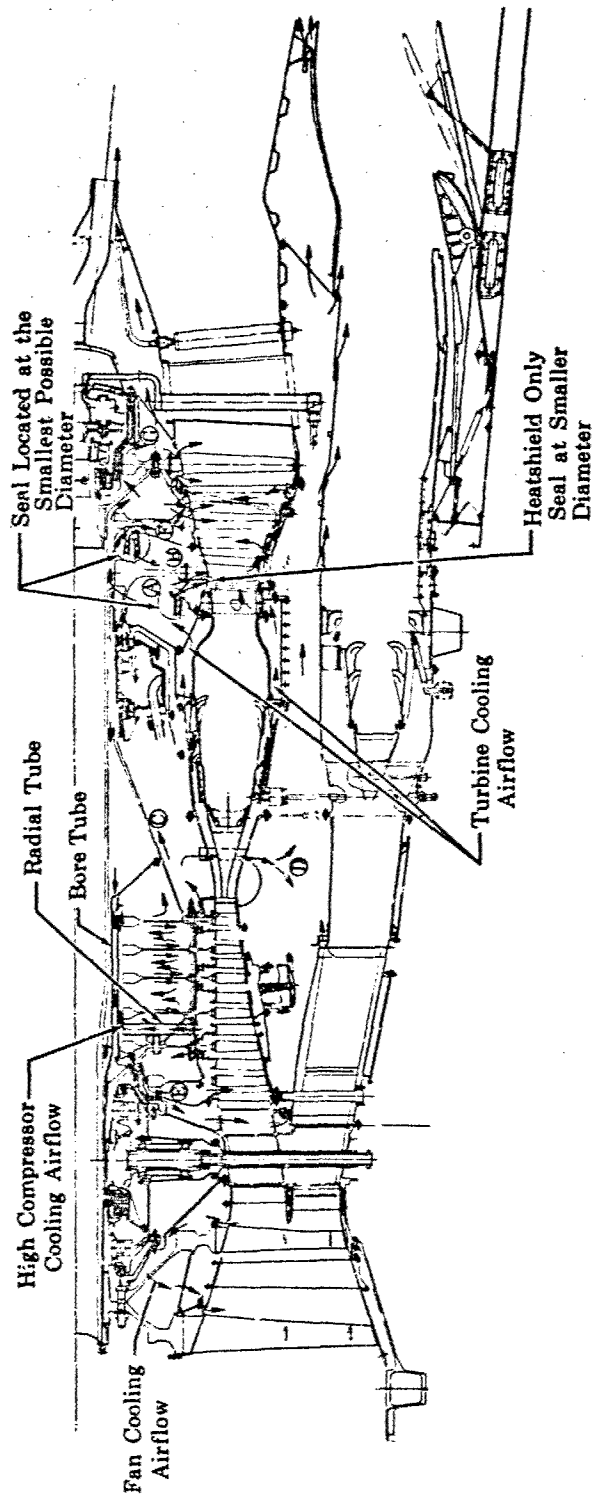 Fan Cooling
Airflow
High Compressor
Cooling Airflow
Radial Tube
Bore Tube
Seal Located at the
Smallest Possible
Diameter
Turbine Cooling
Airflow
Heatshield Only
Seal at Smaller
Diameter
E
C
D
A
H